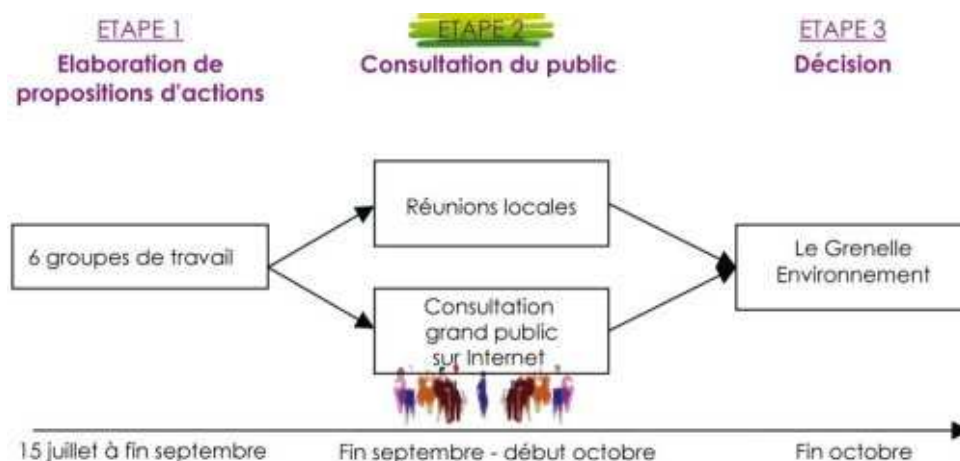 ETAPE 1
Elaboration de
propositions d'actions
ETAPE 2
Consultation du public
ETAPE 3
Décision
6 groupes de travail
Réunions locales
Consultation
grand public
sur Internet
Le Grenelle
Environnement
15 juillet à fin septembre
Fin septembre - début octobre
Fin octobre